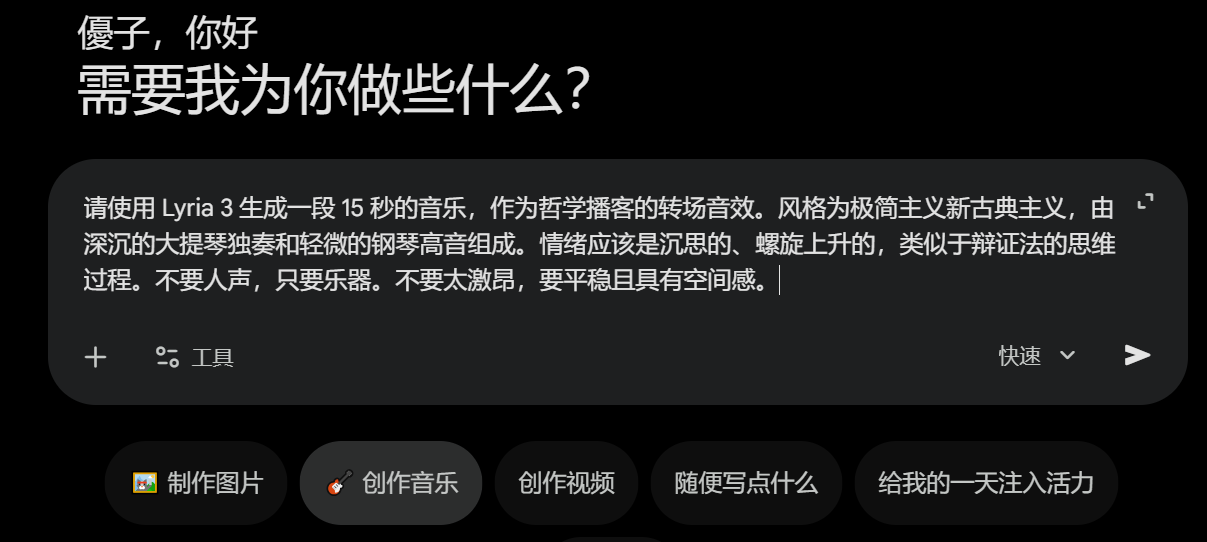 優子，你好
需要我为你做些什么？
请使用 Lyria 3 生成一段 15 秒的音乐，作为哲学播客的转场音效。风格为极简主义新古典主义，由
深沉的大提琴独奏和轻微的钢琴高音组成。情绪应该是沉思的、螺旋上升的，类似于辩证法的思维
过程。不要人声，只要乐器。不要太激昂，要平稳且具有空间感。
工具
快速
制作图片
创作音乐
创作视频
随便写点什么
给我的一天注入活力